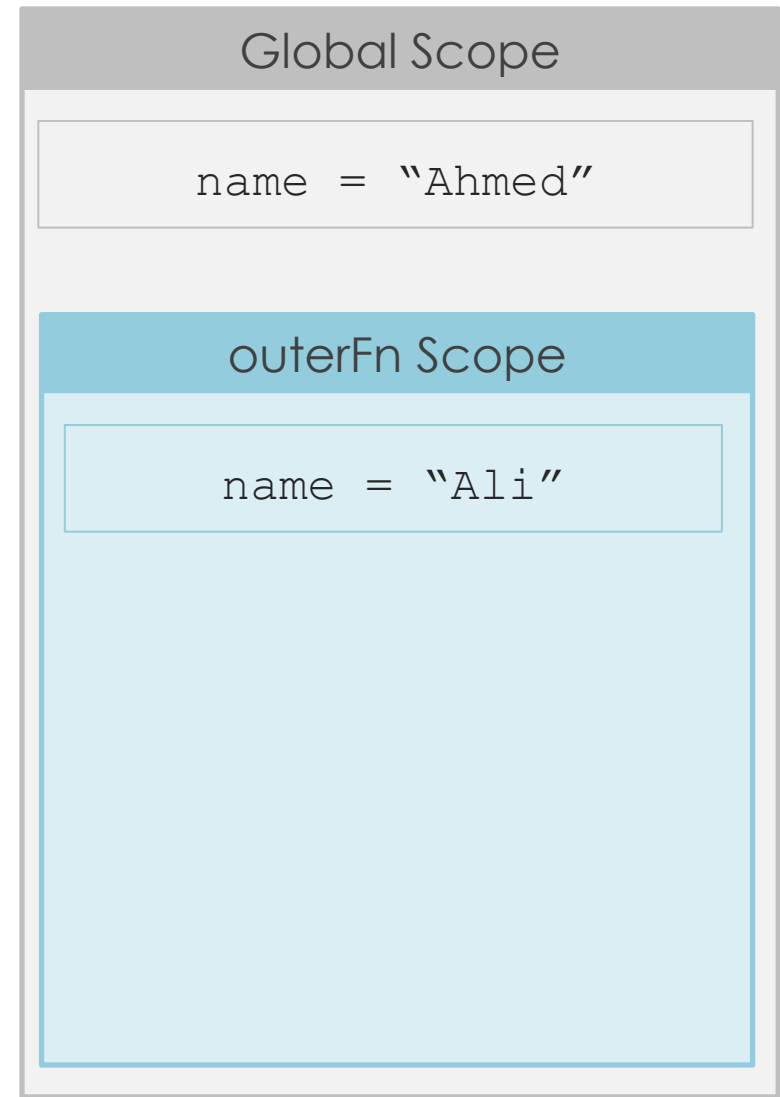 Global Scope
name = “Ahmed”
outerFn Scope
name = “Ali”